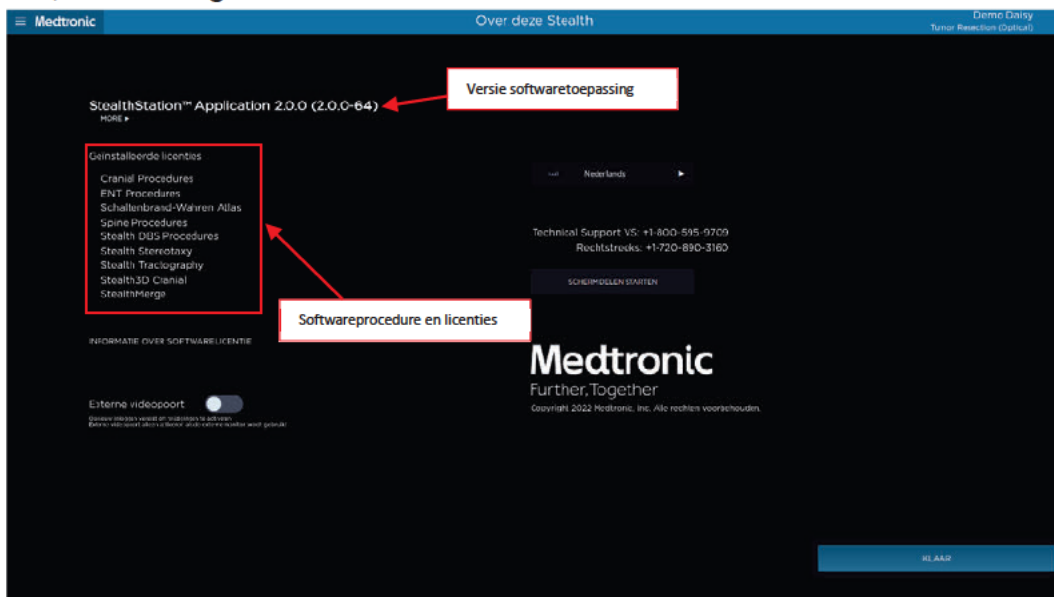 Medtronic
Over deze Stealth
Demo Daisy
Tumor Resection (Optical)
Versie softwaretoepassing
StealthStation™ Application 2.0.0 (2.0.0-64)
MORE
Geïnstalleerde licenties
Cranial Procedures
ENT Procedures
Schaltenbrand-Wahren Atlas
Spine Procedures
Stealth DBS Procedures
Stealth Stereotaxy
Stealth Tractography
Stealth3D Cranial
StealthMerge
Nederlands
Technical Support VS: +1-800-595-9709
Rechtstreeks: +1-720-890-3160
SCHERMDELEN STARTEN
Softwareprocedure en licenties
INFORMATIE OVER SOFTWARELICENTIE
Medtronic
Further, Together
Copyright 2022 Medtronic, Inc. Alle rechten voorbehouden.
Externe videopoort
KLAAR